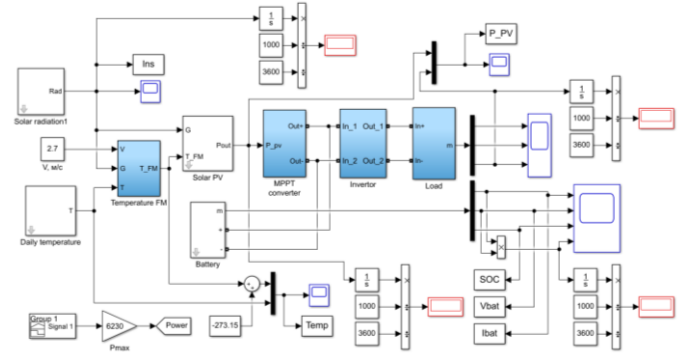 1
s
1000
3600
P_PV
Ins
Rad
Solar radiation1
2.7
V, м/с
V
G
T
T_FM
Temperature FM
G
T_FM
Pout
Solar PV
P_pv
Out+
Out-
MPPT
converter
In_1
In_2
Out_1
Out_2
Invertor
In+
In-
m
Load
1
s
1000
3600
T
Daily temperature
m
+
-
Battery
SOC
Vbat
Ibat
1
s
1000
3600
1
s
1000
3600
Group 1
Signal 1
6230
Pmax
Power
-273.15
Temp